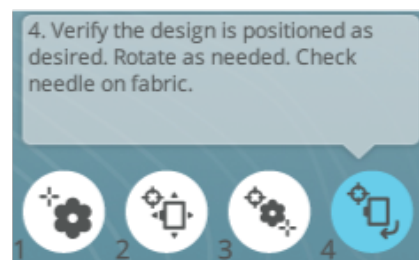 4. Verify the design is positioned as
desired. Rotate as needed. Check
needle on fabric.
1 2 3 4